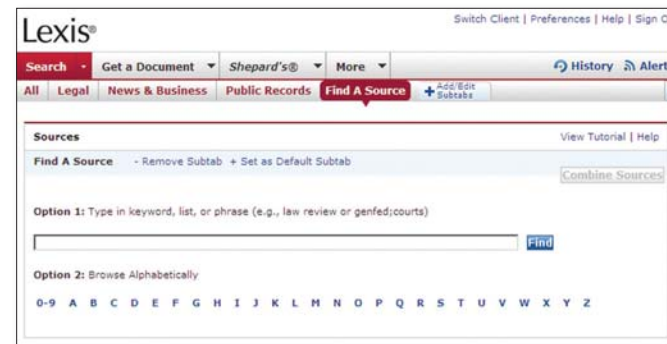 Switch Client | Preferences | Help | Sign O
Lexis®
Search Get a Document Shepard's® More History Alert
All Legal News & Business Public Records Find A Source + Add/Edit Subtabs
Sources View Tutorial | Help
Find A Source - Remove Subtab + Set as Default Subtab
Combine Sources
Option 1: Type in keyword, list, or phrase (e.g., law review or genfed;courts)
Find
Option 2: Browse Alphabetically
0-9 A B C D E F G H I J K L M N O P Q R S T U V W X Y Z